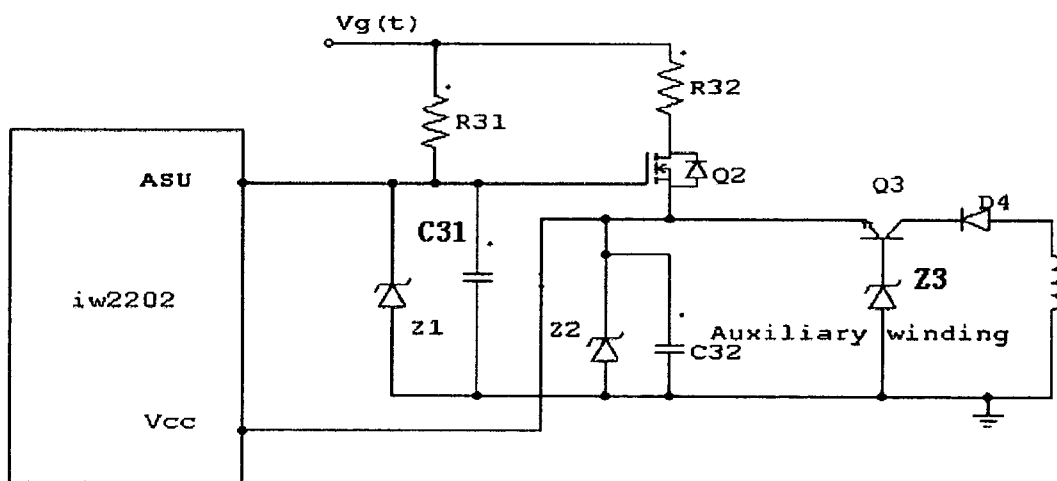 Vg(t)
R32
R31
ASU
Q2
Q3
D4
C31
Z3
iw2202
Z1
Z2
Auxiliary winding
C32
Vcc